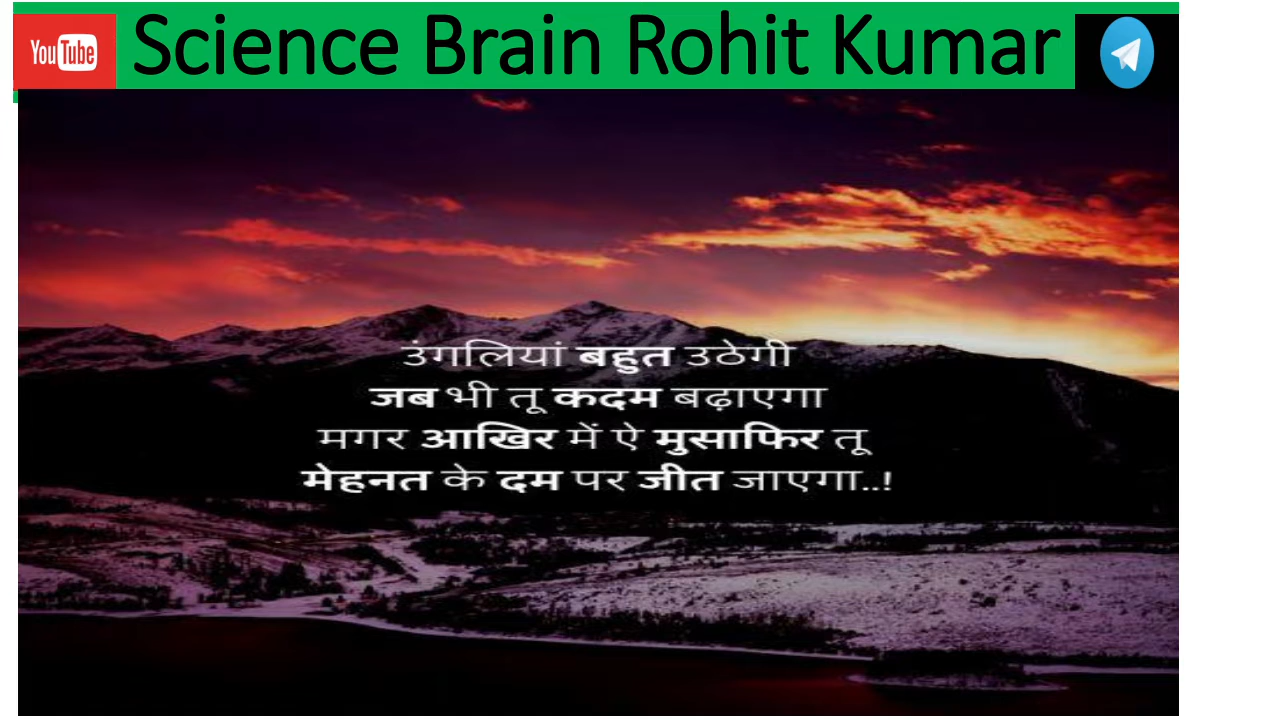 YouTube Science Brain Rohit Kumar
उंगलियां बहुत उठेगी
जब भी तू कदम बढ़ाएगा
मगर आखिर में ऐ मुसाफिर तू
मेहनत के दम पर जीत जाएगा..!